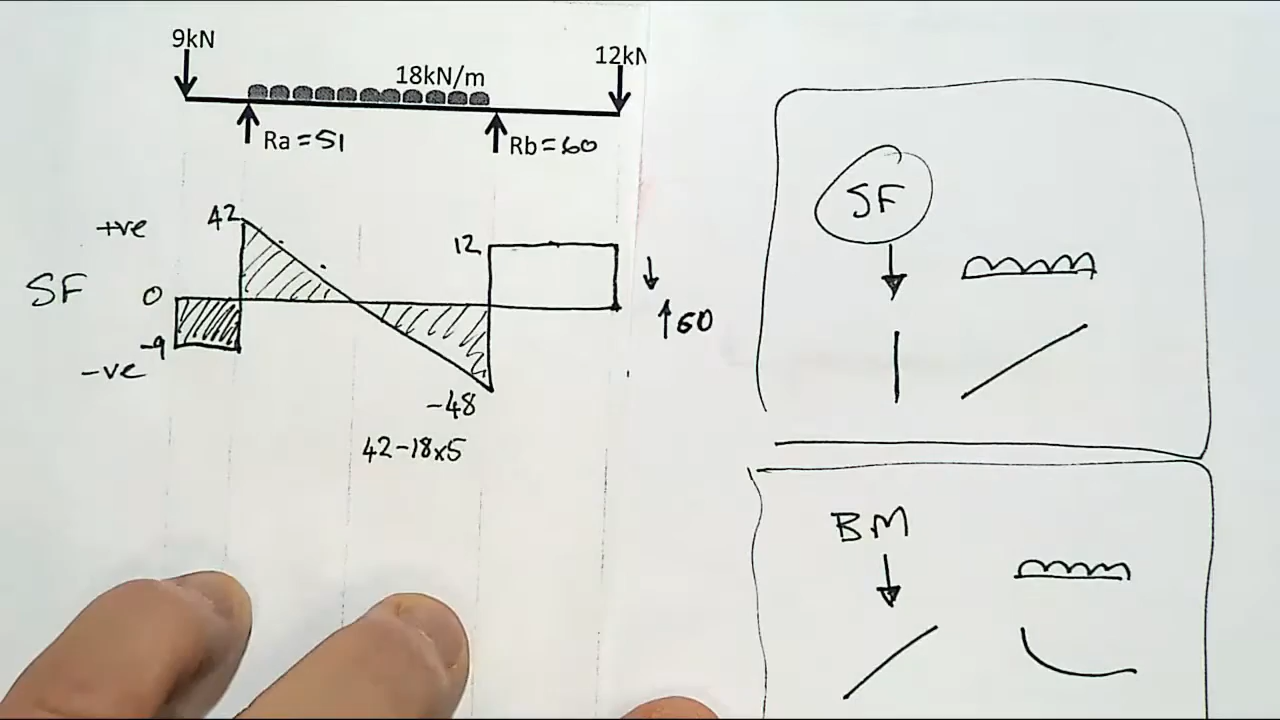 9kN
18kN/m
12kN
Ra =51
Rb =60
+ve
42
12
SF
0
-9
-ve
60
-48
42-18x5
SF
BM